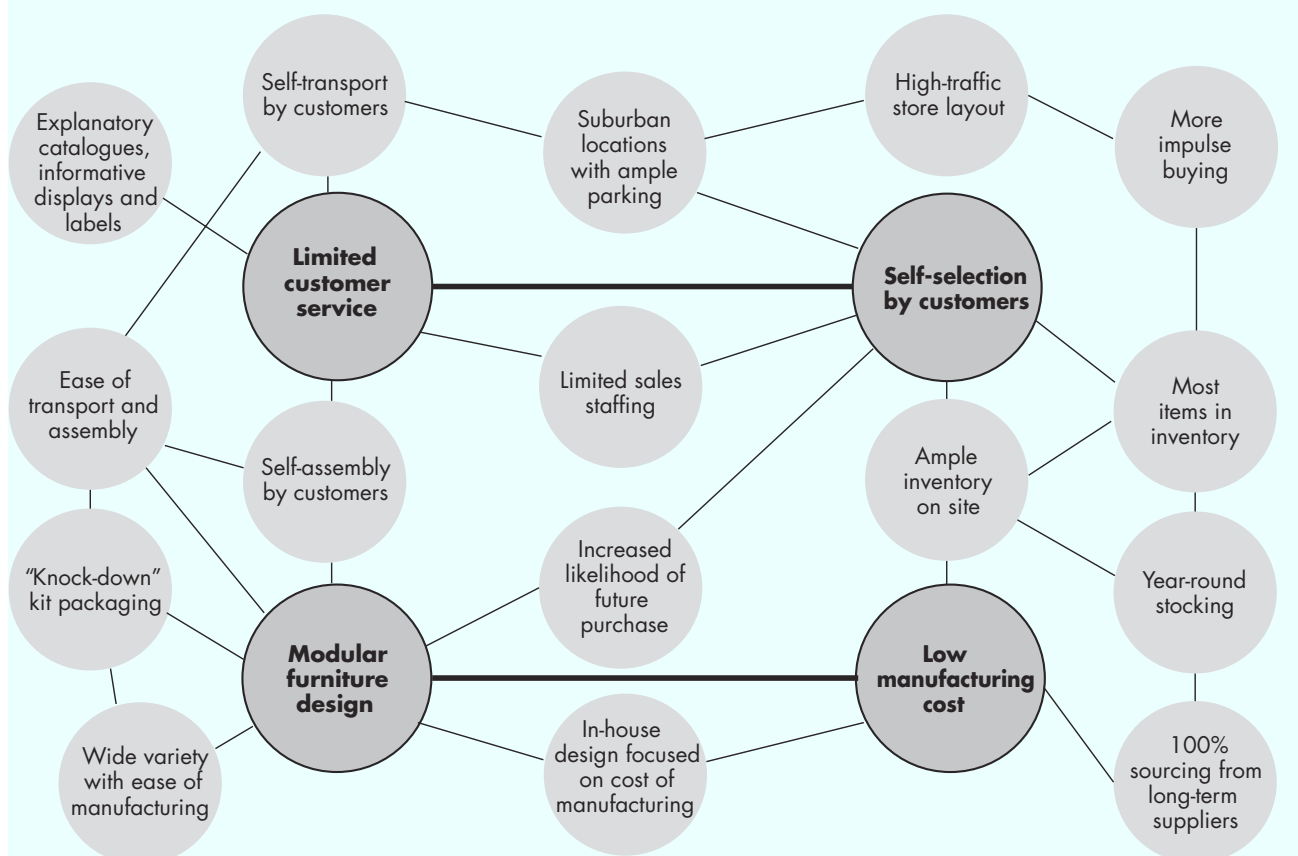 Self-transport
by customers
High-traffic
store layout
Explanatory
catalogues,
informative
displays and
labels
Suburban
locations
with ample
parking
More
impulse
buying
Limited
customer
service
Self-selection
by customers
Ease of
transport and
assembly
Limited sales
staffing
Most
items in
inventory
Self-assembly
by customers
Ample
inventory
on site
"Knock-down"
kit packaging
Increased
likelihood of
future
purchase
Year-round
stocking
Modular
furniture
design
Low
manufacturing
cost
Wide variety
with ease of
manufacturing
In-house
design focused
on cost of
manufacturing
100%
sourcing from
long-term
suppliers